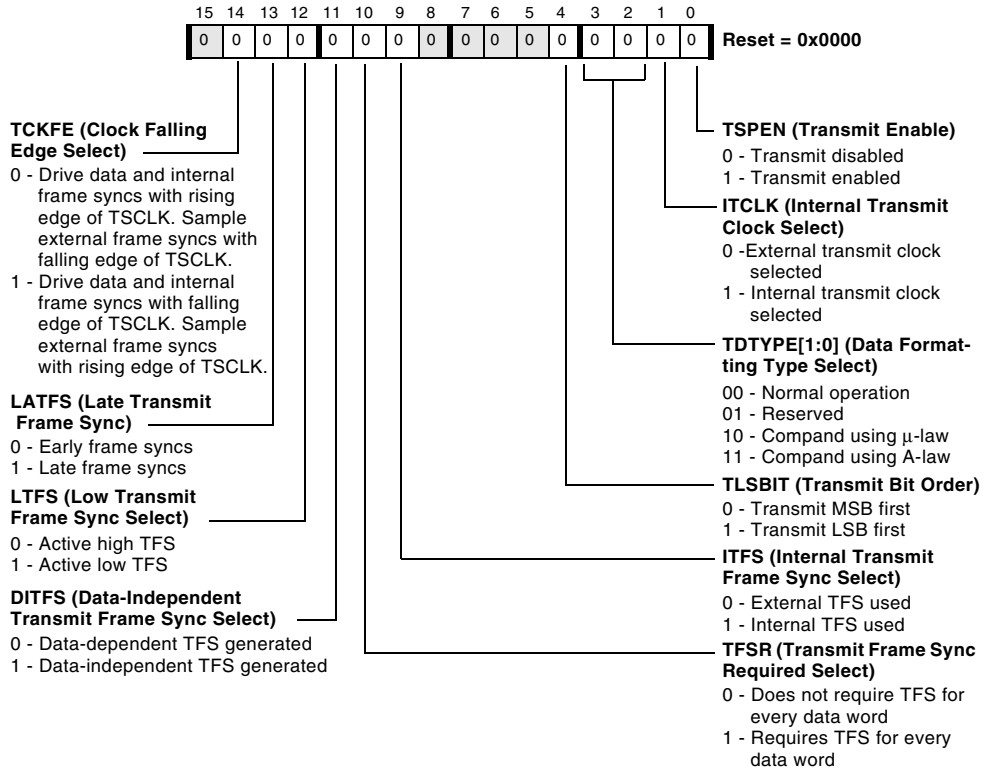 15 14 13 12 11 10 9 8 7 6 5 4 3 2 1 0
0 0 0 0 0 0 0 0 0 0 0 0 0 0 0 0 Reset = 0x0000
TCKFE (Clock Falling
Edge Select)
0 - Drive data and internal
frame syncs with rising
edge of TSCLK. Sample
external frame syncs with
falling edge of TSCLK.
1 - Drive data and internal
frame syncs with falling
edge of TSCLK. Sample
external frame syncs
with rising edge of TSCLK.
LATFS (Late Transmit
Frame Sync)
0 - Early frame syncs
1 - Late frame syncs
LTFS (Low Transmit
Frame Sync Select)
0 - Active high TFS
1 - Active low TFS
DITFS (Data-Independent
Transmit Frame Sync Select)
0 - Data-dependent TFS generated
1 - Data-independent TFS generated
TSPEN (Transmit Enable)
0 - Transmit disabled
1 - Transmit enabled
ITCLK (Internal Transmit
Clock Select)
0 -External transmit clock
selected
1 - Internal transmit clock
selected
TDTYPE[1:0] (Data Format-
ting Type Select)
00 - Normal operation
01 - Reserved
10 - Compand using μ-law
11 - Compand using A-law
TLSBIT (Transmit Bit Order)
0 - Transmit MSB first
1 - Transmit LSB first
ITFS (Internal Transmit
Frame Sync Select)
0 - External TFS used
1 - Internal TFS used
TFSR (Transmit Frame Sync
Required Select)
0 - Does not require TFS for
every data word
1 - Requires TFS for every
data word